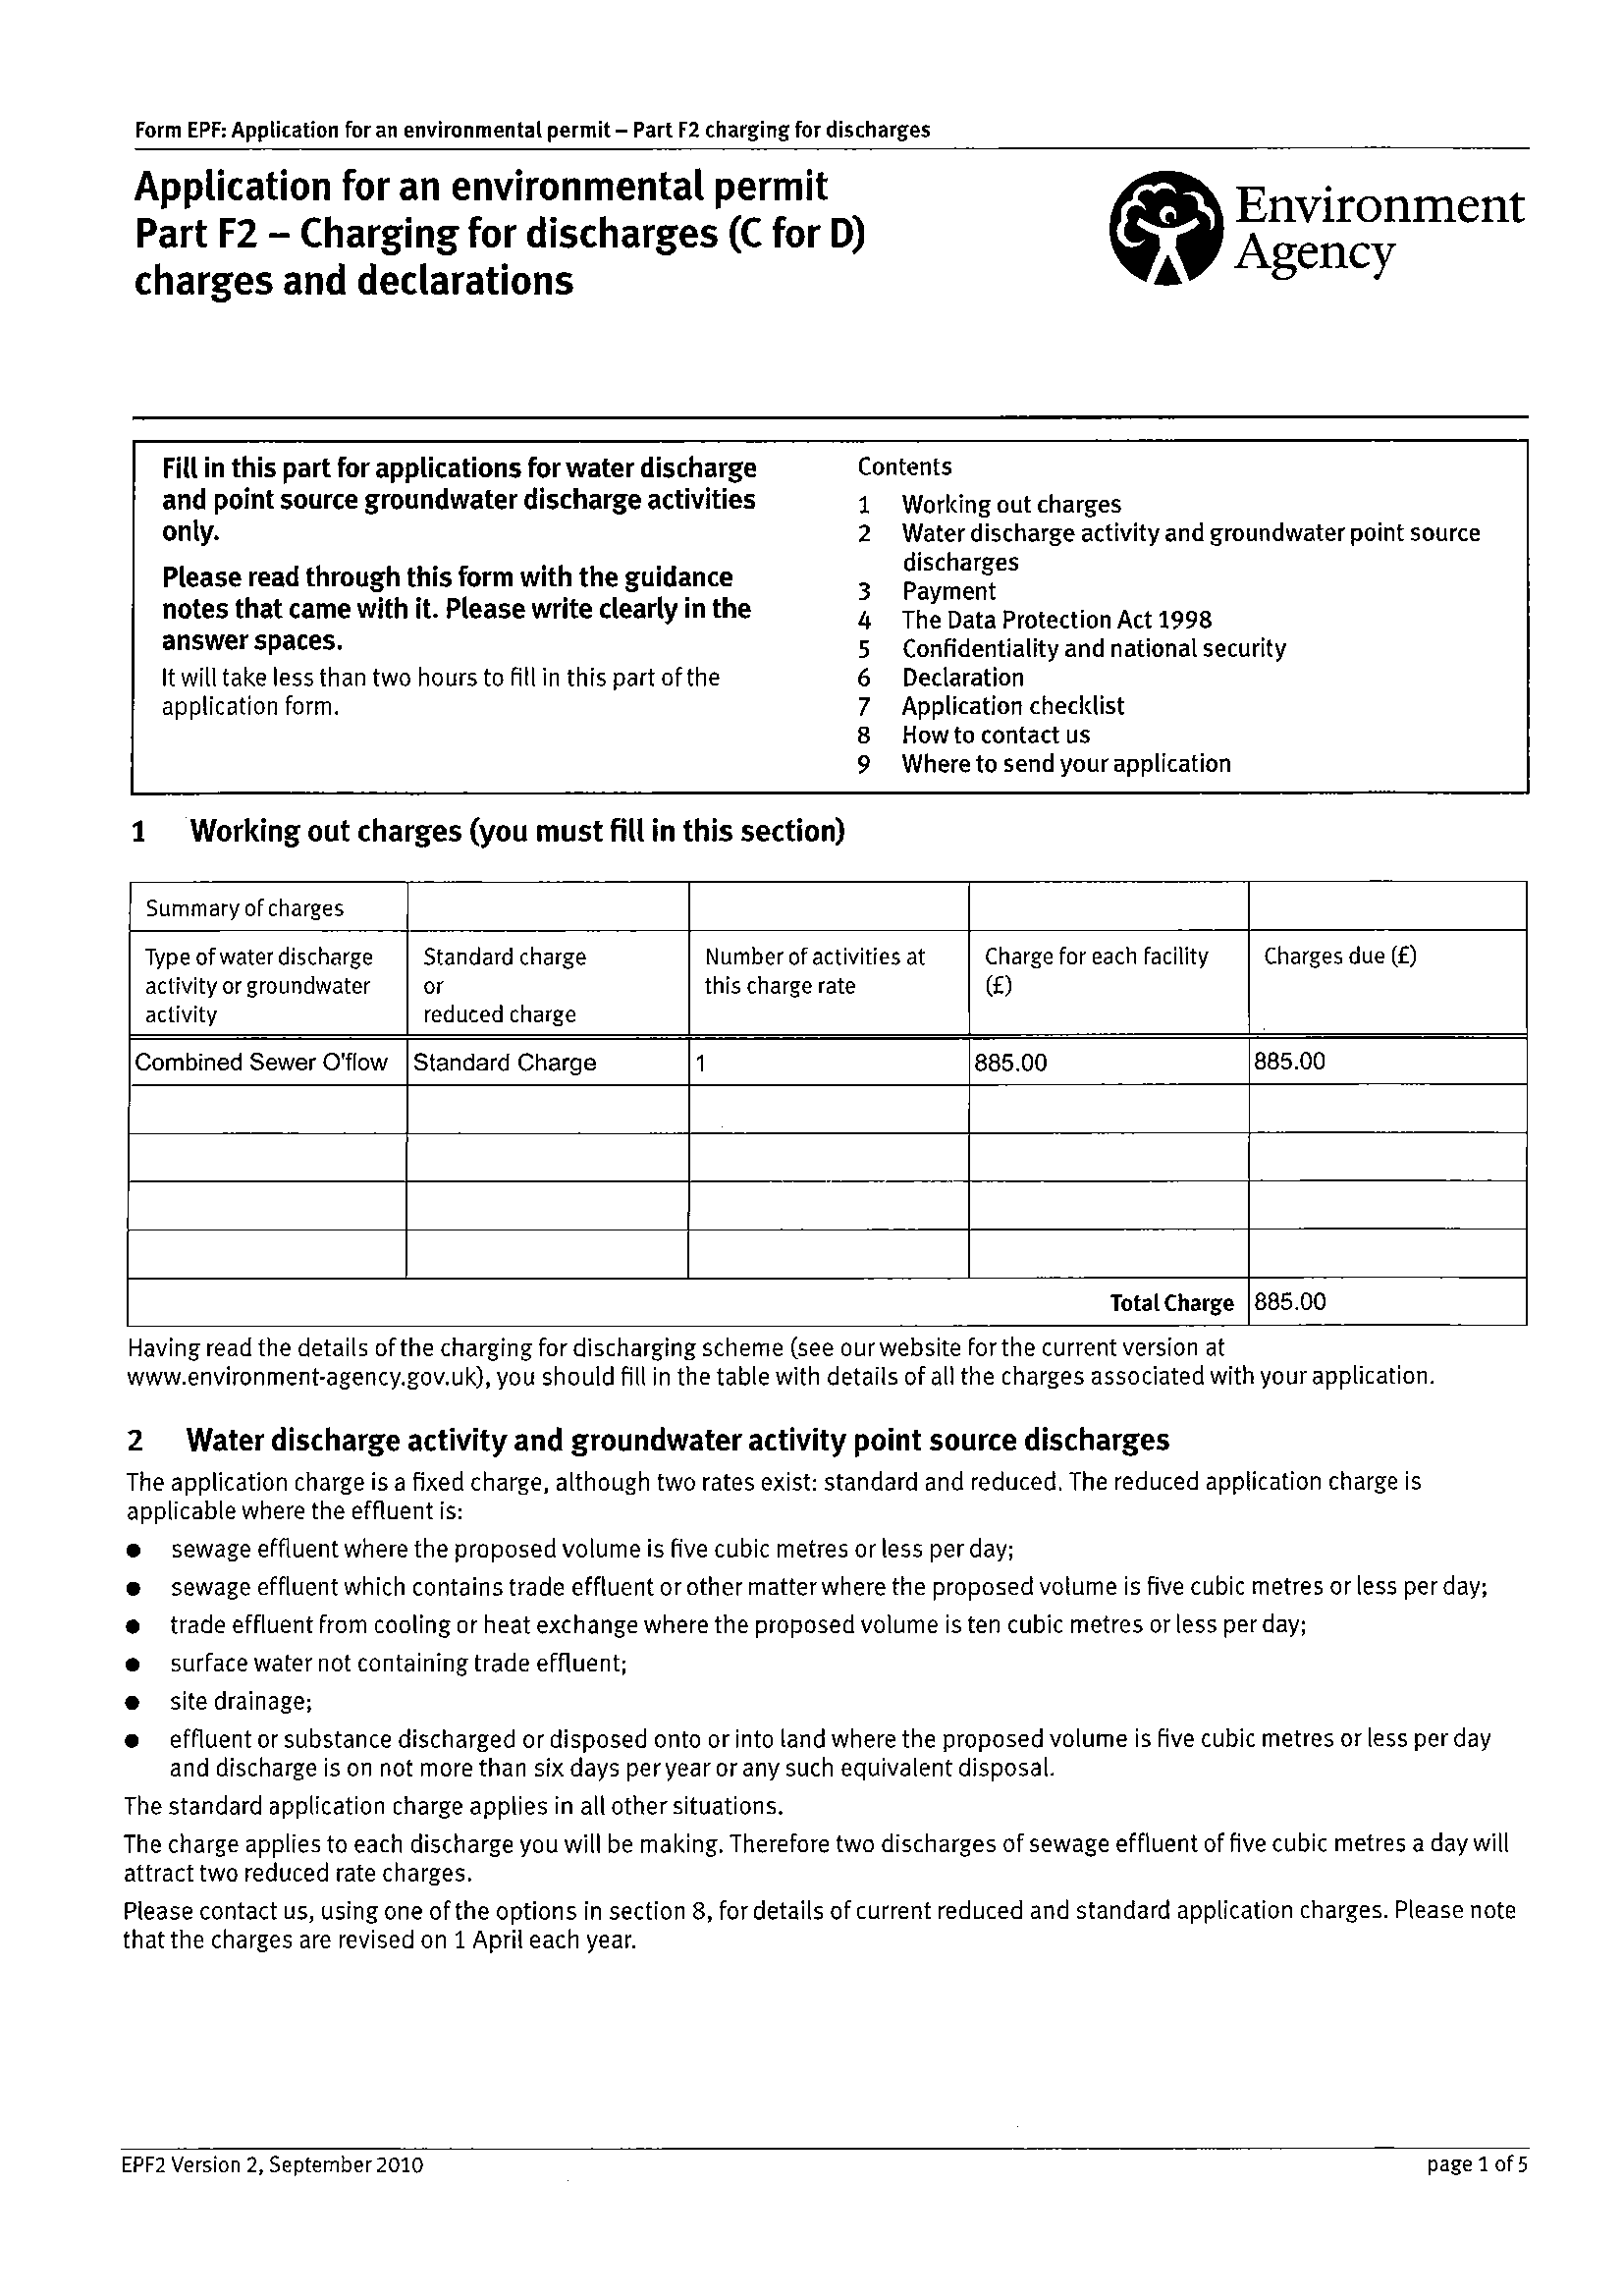 Form EPF: Application for an environmental permit – Part F2 charging for discharges
Application for an environmental permit
Part F2 – Charging for discharges (C for D)
charges and declarations
Environment
Agency
Fill in this part for applications for water discharge
and point source groundwater discharge activities
only.
Please read through this form with the guidance
notes that came with it. Please write clearly in the
answer spaces.
It will take less than two hours to fill in this part of the
application form.
Contents
1 Working out charges
2 Water discharge activity and groundwater point source
discharges
3 Payment
4 The Data Protection Act 1998
5 Confidentiality and national security
6 Declaration
7 Application checklist
8 How to contact us
9 Where to send your application
1 Working out charges (you must fill in this section)
Summary of charges
Type of water discharge
activity or groundwater
activity
Standard charge
or
reduced charge
Number of activities at
this charge rate
Charge for each facility
(£)
Charges due (£)
Combined Sewer O'flow Standard Charge 1 885.00 885.00
Total Charge 885.00
Having read the details of the charging for discharging scheme (see our website for the current version at
www.environment-agency.gov.uk), you should fill in the table with details of all the charges associated with your application.
2 Water discharge activity and groundwater activity point source discharges
The application charge is a fixed charge, although two rates exist: standard and reduced. The reduced application charge is
applicable where the effluent is:
● sewage effluent where the proposed volume is five cubic metres or less per day;
● sewage effluent which contains trade effluent or other matter where the proposed volume is five cubic metres or less per day;
● trade effluent from cooling or heat exchange where the proposed volume is ten cubic metres or less per day;
● surface water not containing trade effluent;
● site drainage;
● effluent or substance discharged or disposed onto or into land where the proposed volume is five cubic metres or less per day
and discharge is on not more than six days per year or any such equivalent disposal.
The standard application charge applies in all other situations.
The charge applies to each discharge you will be making. Therefore two discharges of sewage effluent of five cubic metres a day will
attract two reduced rate charges.
Please contact us, using one of the options in section 8, for details of current reduced and standard application charges. Please note
that the charges are revised on 1 April each year.
EPF2 Version 2, September 2010
page 1 of 5